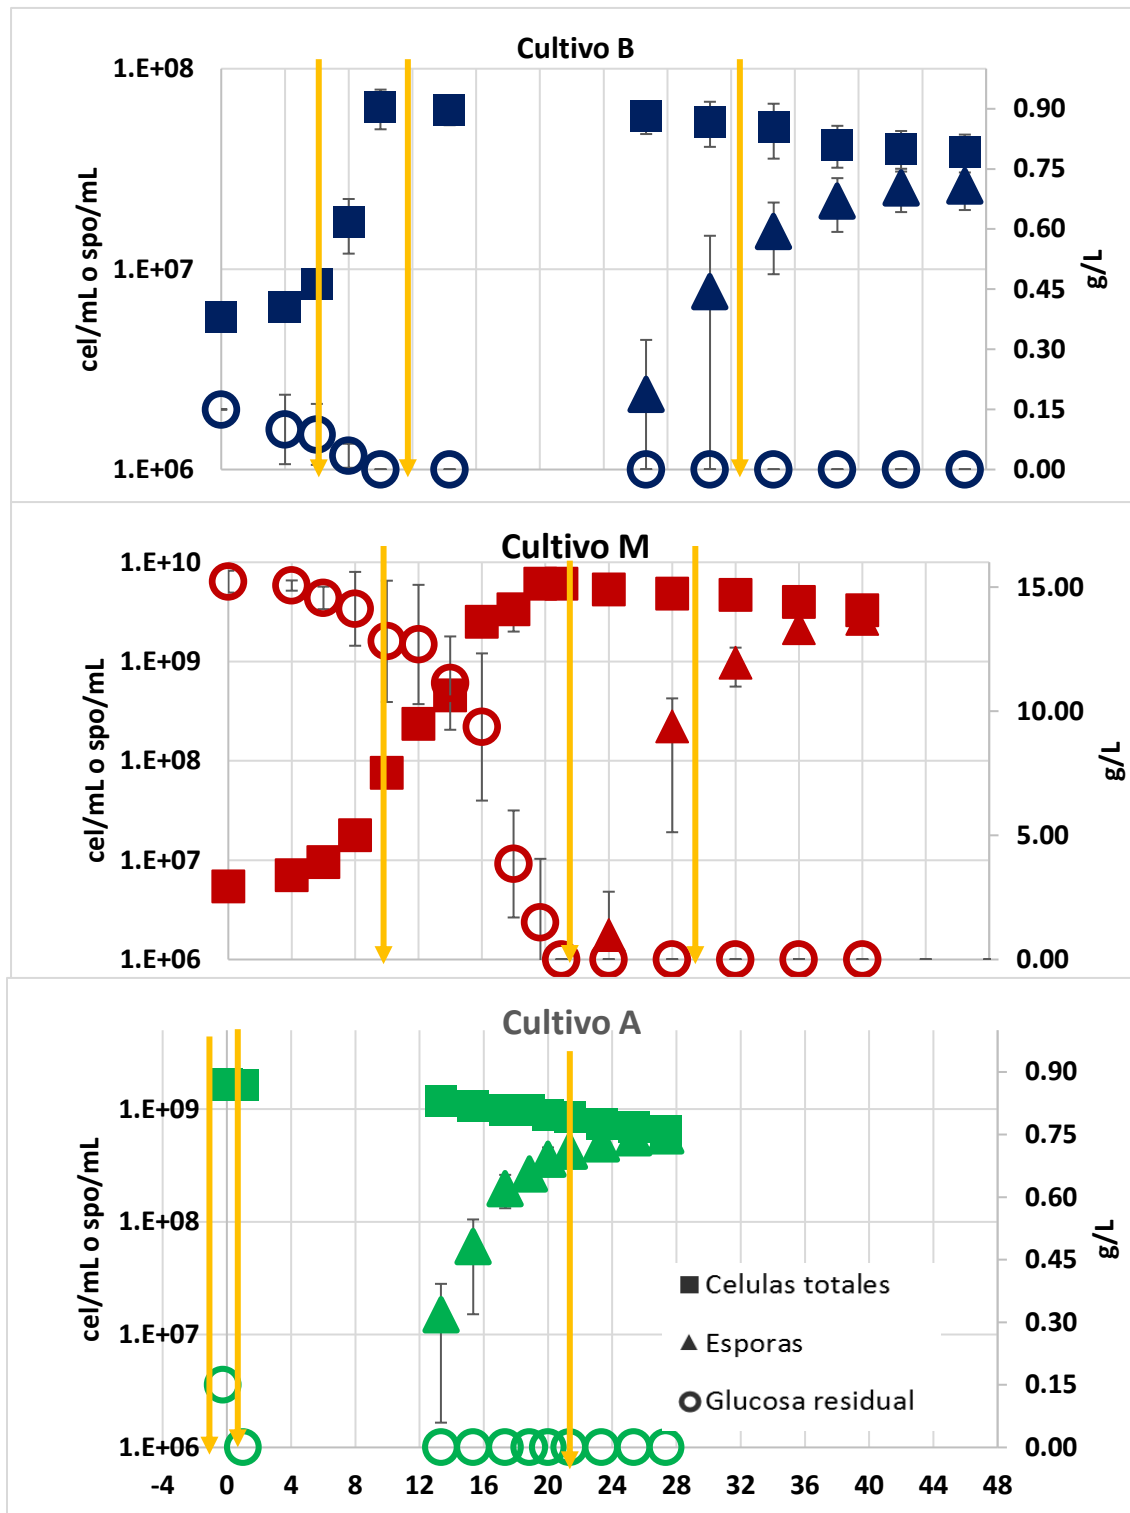 Cultivo B
1.E+08
1.E+07
1.E+06
cel/mL o spo/mL
0.90
0.75
0.60
0.45
0.30
0.15
0.00
g/L
Cultivo M
1.E+10
1.E+09
1.E+08
1.E+07
1.E+06
cel/mL o spo/mL
15.00
10.00
5.00
0.00
g/L
Cultivo A
1.E+09
1.E+08
1.E+07
1.E+06
cel/mL o spo/mL
0.90
0.75
0.60
0.45
0.30
0.15
0.00
g/L
Celulas totales
Esporas
Glucosa residual
-4 0 4 8 12 16 20 24 28 32 36 40 44 48